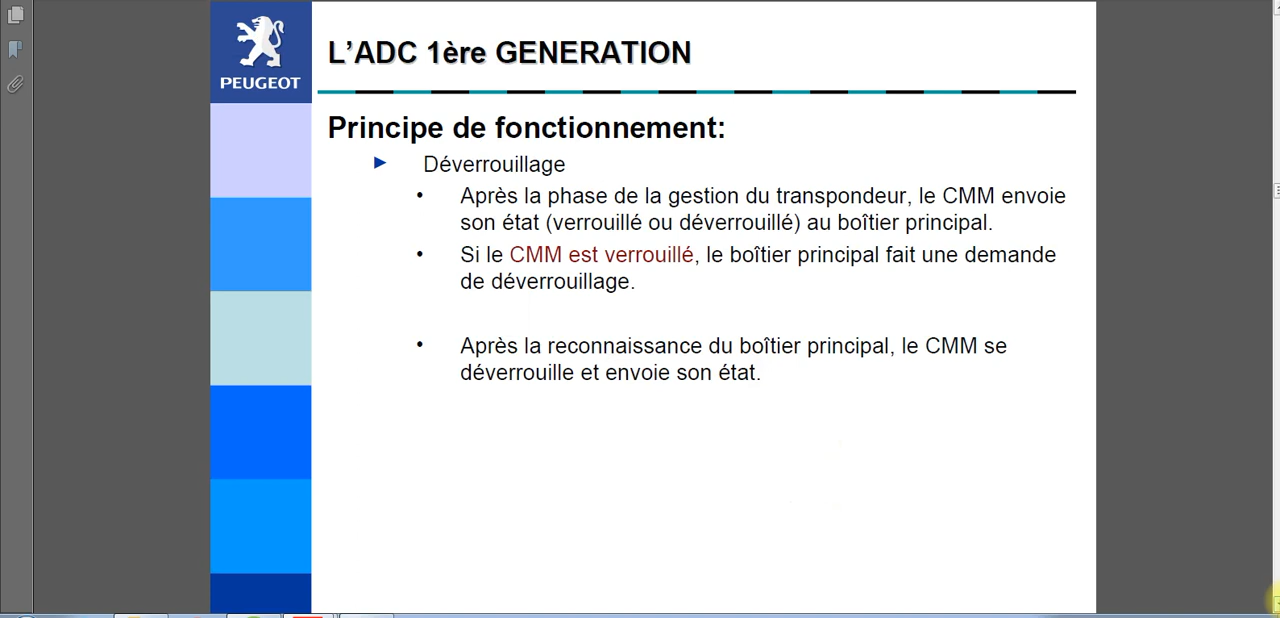 PEUGEOT
L’ADC 1ère GENERATION
Principe de fonctionnement:
► Déverrouillage
• Après la phase de la gestion du transpondeur, le CMM envoie
son état (verrouillé ou déverrouillé) au boîtier principal.
• Si le CMM est verrouillé, le boîtier principal fait une demande
de déverrouillage.
• Après la reconnaissance du boîtier principal, le CMM se
déverrouille et envoie son état.